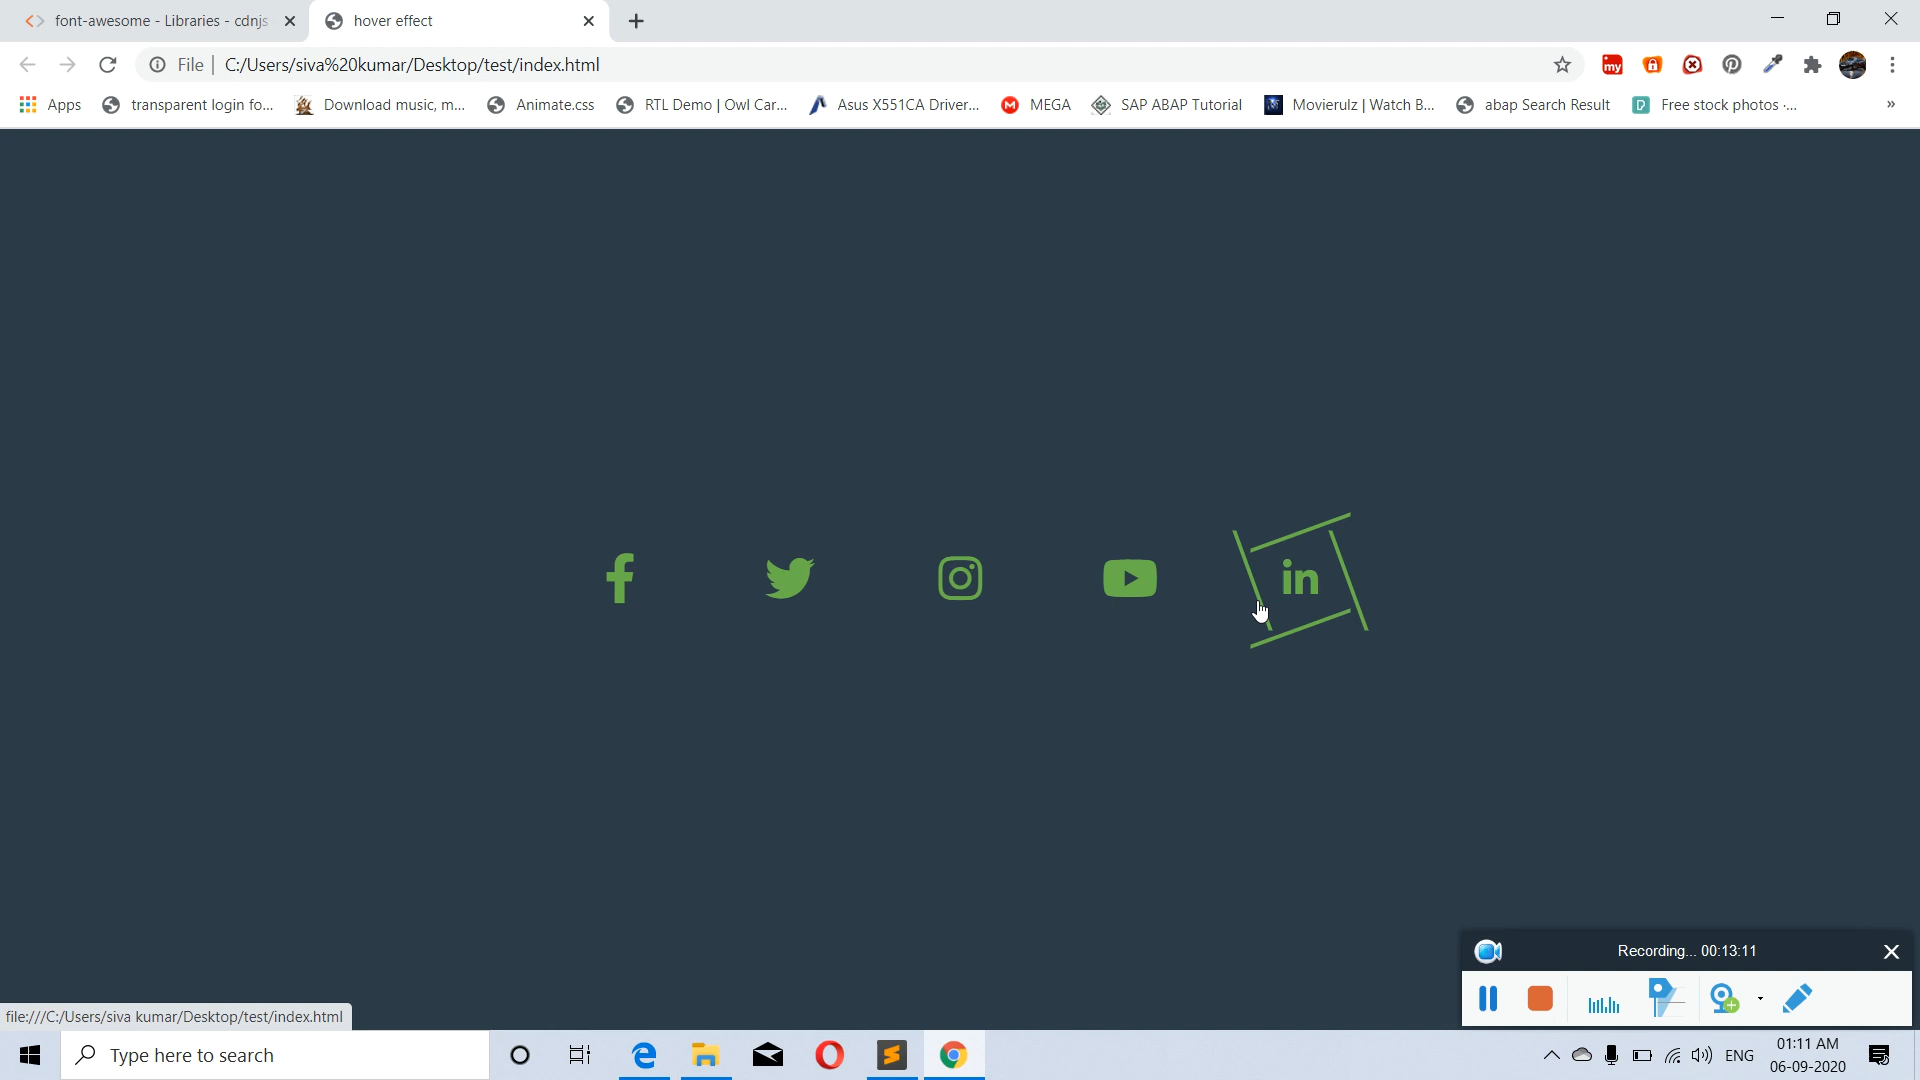 font-awesome - Libraries - cdnjs
hover effect
File | C:/Users/siva%20kumar/Desktop/test/index.html
my
Apps
transparent login fo...
Download music, m...
Animate.css
RTL Demo | Owl Car...
Asus X551CA Driver...
MEGA
SAP ABAP Tutorial
Movierulz | Watch B...
abap Search Result
Free stock photos ·...
»
in
Recording... 00:13:11
file:///C:/Users/siva kumar/Desktop/test/index.html
Type here to search
ENG
01:11 AM
06-09-2020